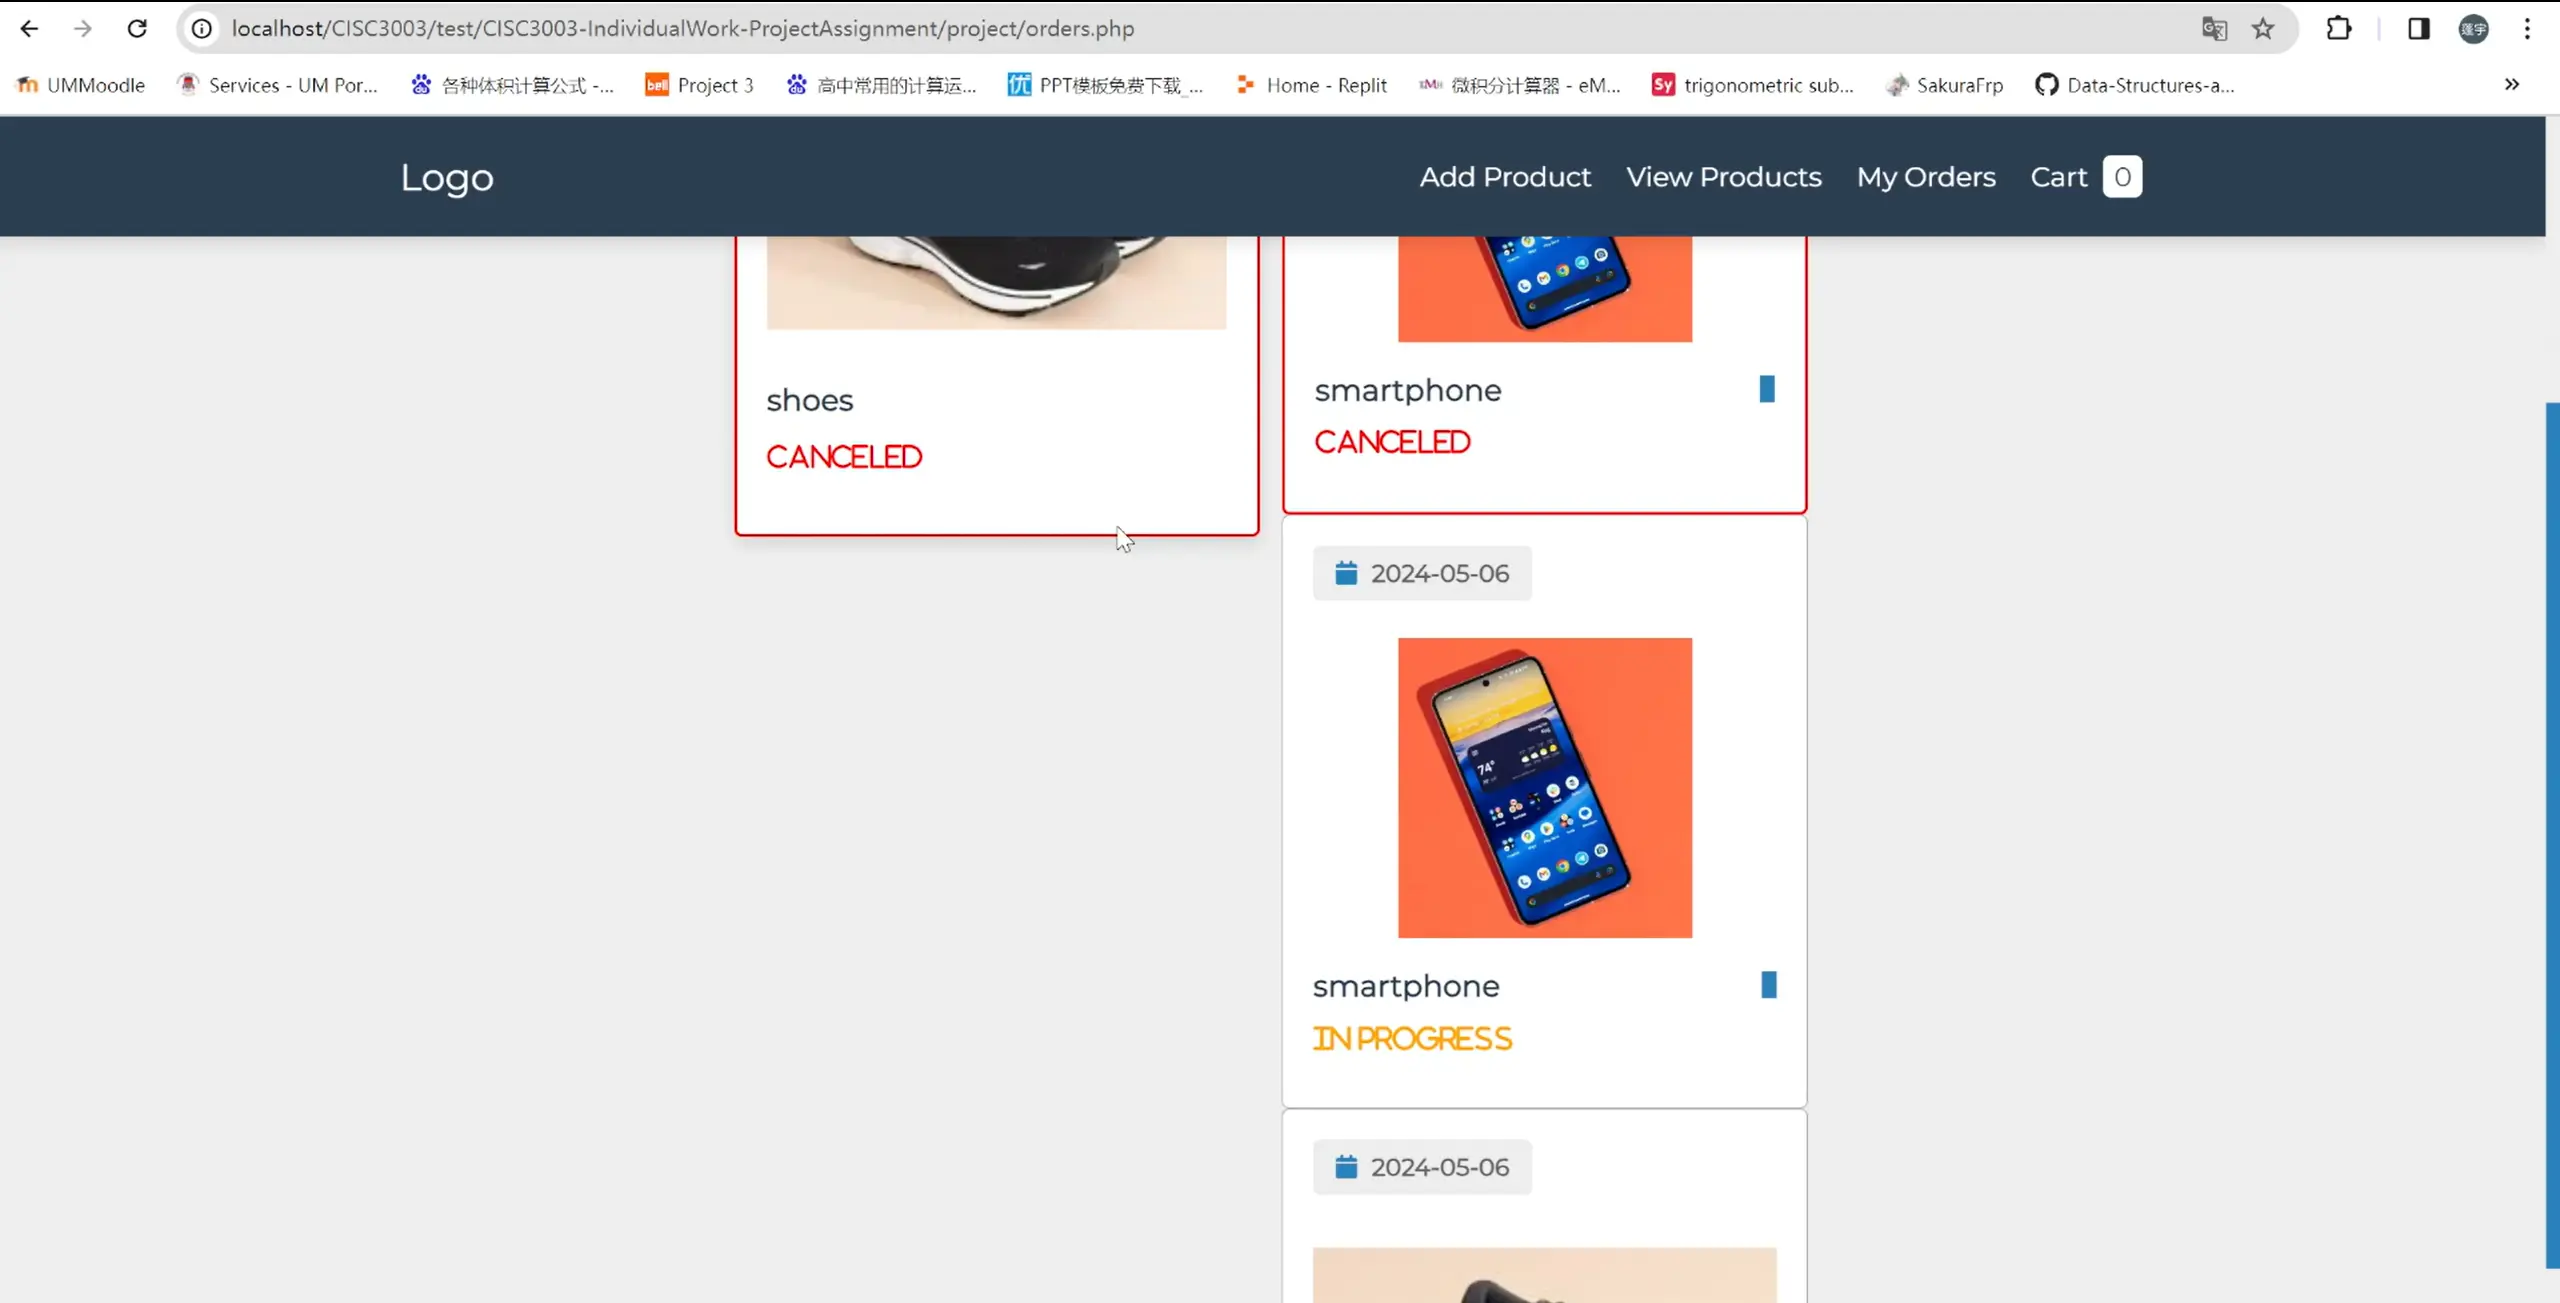 localhost/CISC3003/test/CISC3003-IndividualWork-ProjectAssignment/project/orders.php
UMMoodle
Services - UM Por...
各种体积计算公式 -...
Project 3
高中常用的计算运...
PPT模板免费下载_...
Home - Replit
微积分计算器 - eM...
trigonometric sub...
SakuraFrp
Data-Structures-a...
Logo
Add Product
View Products
My Orders
Cart 0
shoes
CANCELED
smartphone
CANCELED
2024-05-06
74°
smartphone
IN PROGRESS
2024-05-06